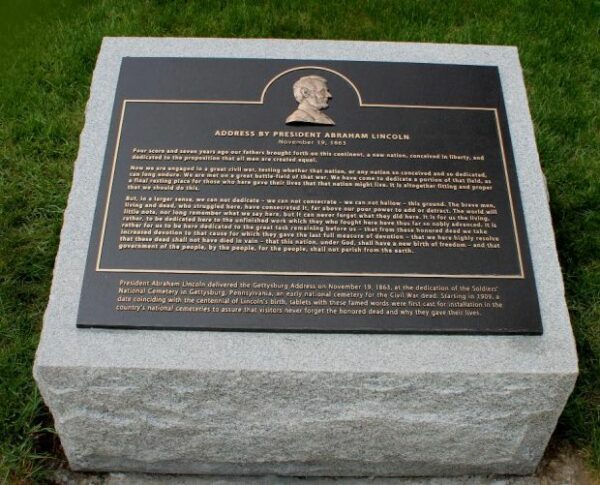 ADDRESS BY PRESIDENT ABRAHAM LINCOLN
November 19, 1863
Four score and seven years ago our fathers brought forth on this continent, a new nation, conceived in liberty, and
dedicated to the proposition that all men are created equal.
Now we are engaged in a great civil war, testing whether that nation, or any nation so conceived and so dedicated,
can long endure. We are met on a great battle-field of that war. We have come to dedicate a portion of that field, as
a final resting place for those who here gave their lives that that nation might live. It is altogether fitting and proper
that we should do this.
But, in a larger sense, we can not dedicate – we can not consecrate – we can not hallow – this ground. The brave men,
living and dead, who struggled here, have consecrated it, far above our poor power to add or detract. The world will
little note, nor long remember what we say here, but it can never forget what they did here. It is for us the living,
rather, to be dedicated here to the unfinished work which they who fought here have thus far so nobly advanced. It is
rather for us to be here dedicated to the great task remaining before us – that from these honored dead we take
increased devotion to that cause for which they gave the last full measure of devotion – that we here highly resolve
that these dead shall not have died in vain – that this nation, under God, shall have a new birth of freedom – and that
government of the people, by the people, for the people, shall not perish from the earth.
President Abraham Lincoln delivered the Gettysburg Address on November 19, 1863, at the dedication of the Soldiers'
National Cemetery in Gettysburg, Pennsylvania, an early national cemetery for the Civil War dead. Starting in 1909, a
date coinciding with the centennial of Lincoln's birth, tablets with these famed words were first cast for installation in the
country's national cemeteries to assure that visitors never forget the honored dead and why they gave their lives.